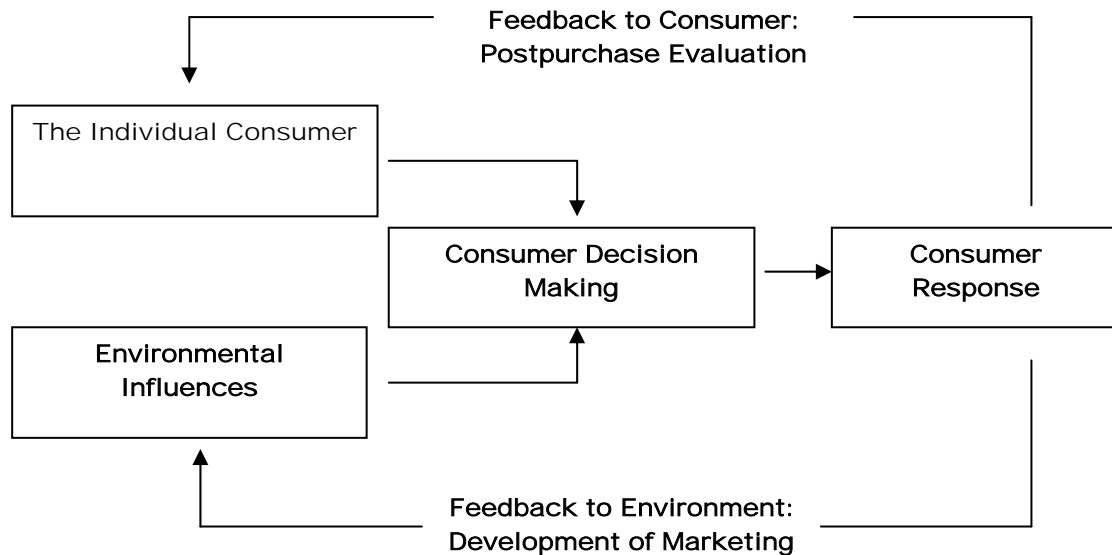 Feedback to Consumer:
Postpurchase Evaluation
The Individual Consumer
Consumer Decision
Making
Consumer
Response
Environmental
Influences
Feedback to Environment:
Development of Marketing